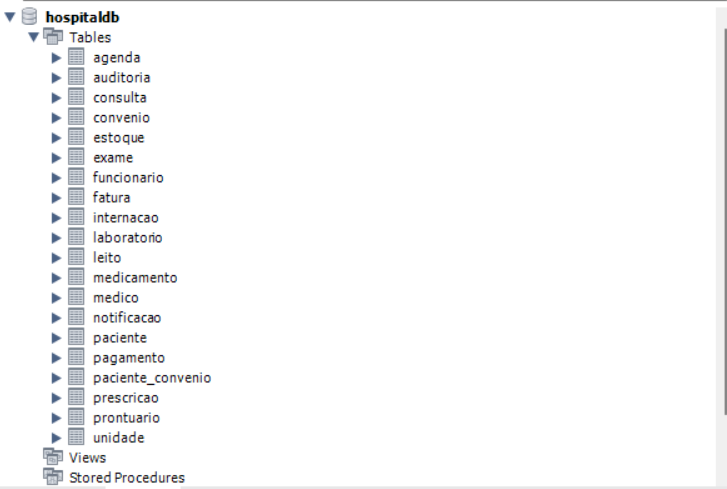 hospitaldb
Tables
agenda
auditoria
consulta
convenio
estoque
exame
funcionario
fatura
internacao
laboratorio
leito
medicamento
medico
notificacao
paciente
pagamento
paciente_convenio
prescricao
prontuario
unidade
Views
Stored Procedures